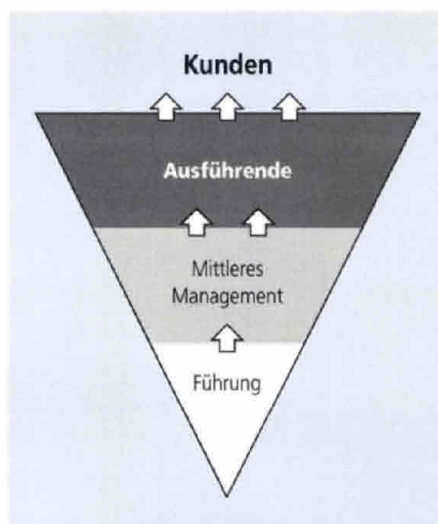 Kunden
Ausführende
Mittleres
Management
Führung